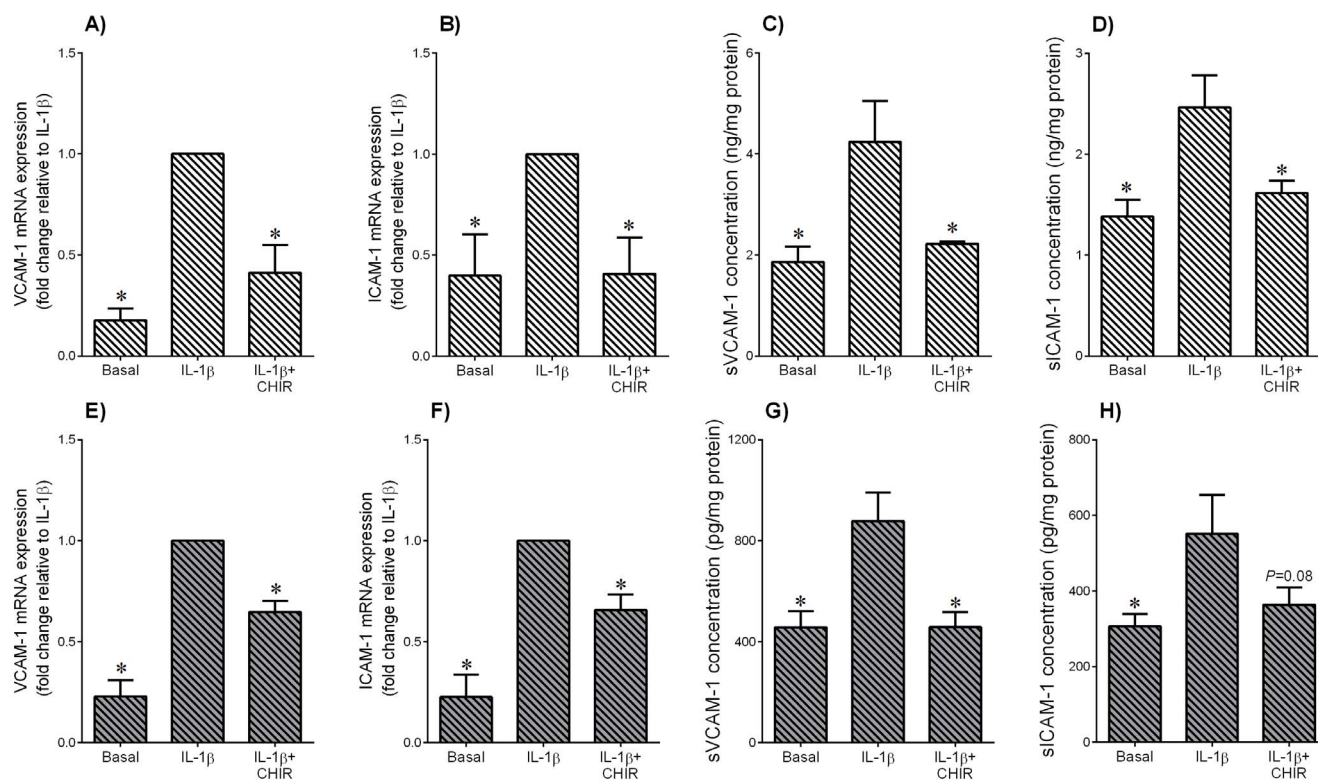 A)
VCAM-1 mRNA expression
(fold change relative to IL-1β)
1.5
1.0
0.5
0.0
*
*
Basal
IL-1β
IL-1β+
CHIR
B)
ICAM-1 mRNA expression
(fold change relative to IL-1β)
1.5
1.0
0.5
0.0
*
*
Basal
IL-1β
IL-1β+
CHIR
C)
sVCAM-1 concentration (ng/mg protein)
6
4
2
0
*
*
Basal
IL-1β
IL-1β+
CHIR
D)
sICAM-1 concentration (ng/mg protein)
3
2
1
0
*
*
Basal
IL-1β
IL-1β+
CHIR
E)
VCAM-1 mRNA expression
(fold change relative to IL-1β)
1.5
1.0
0.5
0.0
*
*
Basal
IL-1β
IL-1β+
CHIR
F)
ICAM-1 mRNA expression
(fold change relative to IL-1β)
1.5
1.0
0.5
0.0
*
*
Basal
IL-1β
IL-1β+
CHIR
G)
sVCAM-1 concentration (pg/mg protein)
1200
800
400
0
*
*
Basal
IL-1β
IL-1β+
CHIR
H)
sICAM-1 concentration (pg/mg protein)
800
600
400
200
0
*
P=0.08
Basal
IL-1β
IL-1β+
CHIR